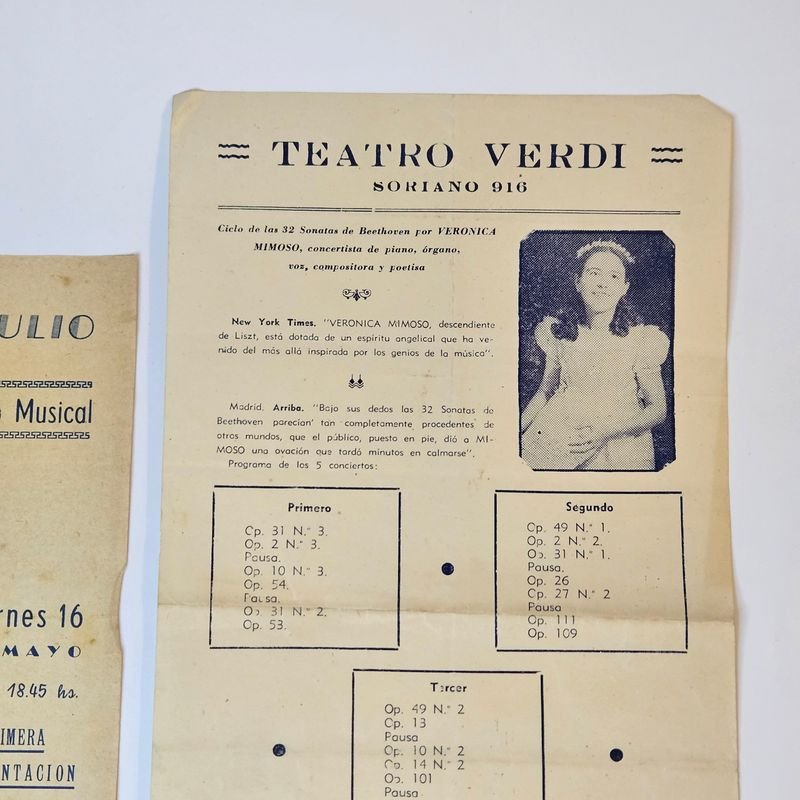 TEATRO VERDI
SORIANO 916
Ciclo de las 32 Sonatas de Beethoven por VERONICA
MIMOSO, concertista de piano, órgano,
voz, compositora y poetisa
New York Times. "VERONICA MIMOSO, descendiente
de Liszt, está dotada de un espíritu angelical que ha ve-
nido del más allá inspirada por los genios de la música".
Madrid, Arriba. "Bajo sus dedos las 32 Sonatas de
Beethoven parecían' tan completamente procedentes de
otros mundos, que el público, puesto en pie, dió a MI-
MOSO una ovación que tardó minutos en calmarse".
Programa de los 5 conciertos:
Primero
Op. 31 N.º 3.
Op. 2 N.º 3.
Pausa.
Op. 10 N.º 3.
Op. 54.
Pausa.
Op. 31 N.º 2.
Op. 53.
Segundo
Op. 49 N.º 1.
Op. 2 N.º 2.
Op. 31 N.º 1.
Pausa.
Op. 26
Op. 27 N.º 2
Pausa
Op. 111
Op. 109
Tercer
Op. 49 N.º 2
Op. 13
Pausa
Op. 10 N.º 2
Op. 14 N.º 2
Op. 101
Pausa
ULIO
Musical
rnes 16
MAYO
18.45 hs.
IMERA
NTACION